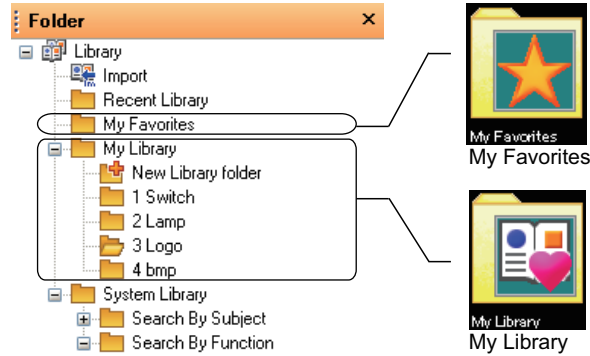 Folder
Library
Import
Recent Library
My Favorites
My Library
New Library folder
1 Switch
2 Lamp
3 Logo
4 bmp
System Library
Search By Subject
Search By Function
My Favorites
My Favorites
My Library
My Library